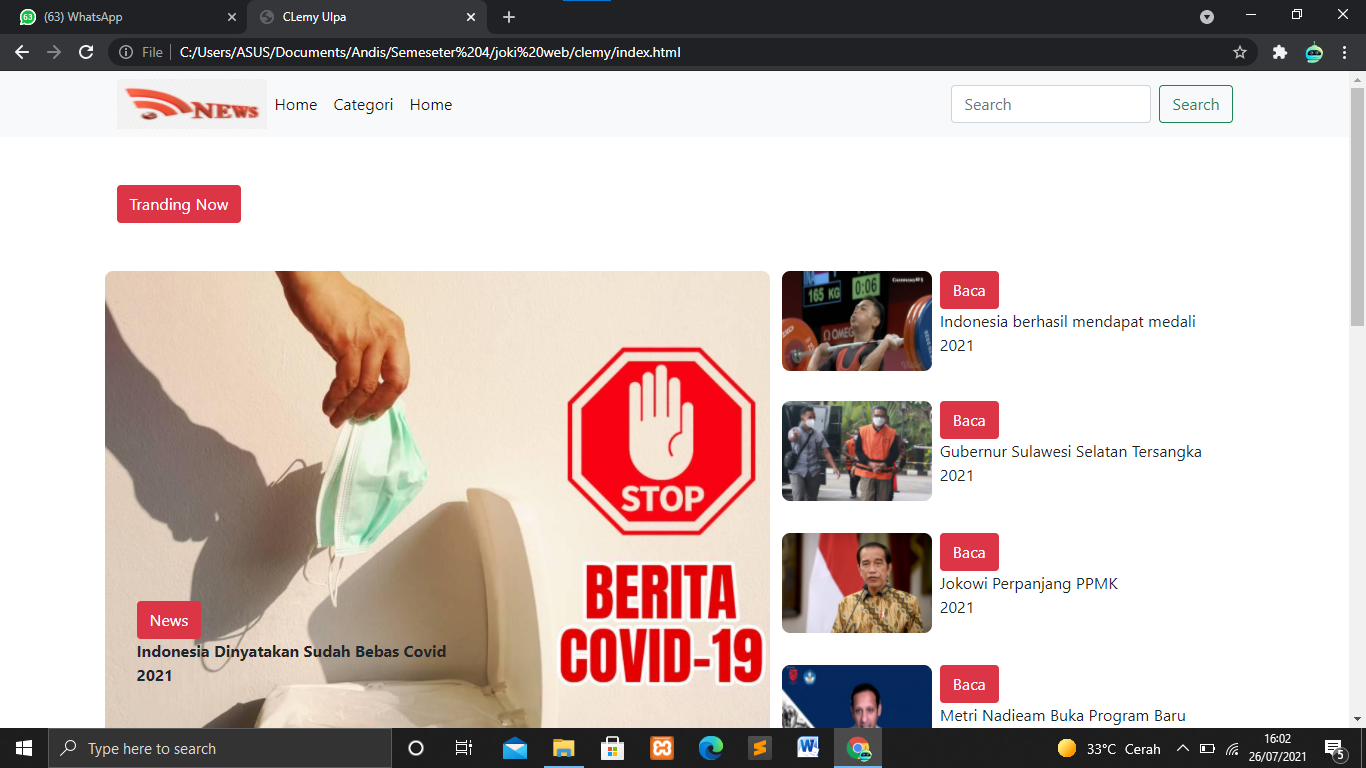 (63) WhatsApp
CLemy Ulpa
File
C:/Users/ASUS/Documents/Andis/Semeseter%204/joki%20web/clemy/index.html
NEWS
Home
Categori
Home
Search
Search
Tranding Now
STOP
BERITA
COVID-19
News
Indonesia Dinyatakan Sudah Bebas Covid
2021
165 KG
0:06
Baca
Indonesia berhasil mendapat medali
2021
Baca
Gubernur Sulawesi Selatan Tersangka
2021
Baca
Jokowi Perpanjang PPMK
2021
Baca
Metri Nadieam Buka Program Baru
Type here to search
33°C Cerah
16:02
26/07/2021
5